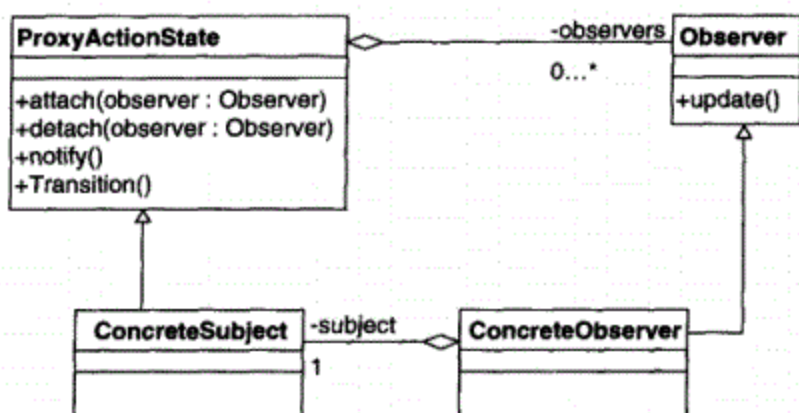 ProxyActionState
-observers
Observer
0...*
+attach(observer : Observer)
+detach(observer : Observer)
+notify()
+Transition()
+update()
ConcreteSubject
-subject
1
ConcreteObserver